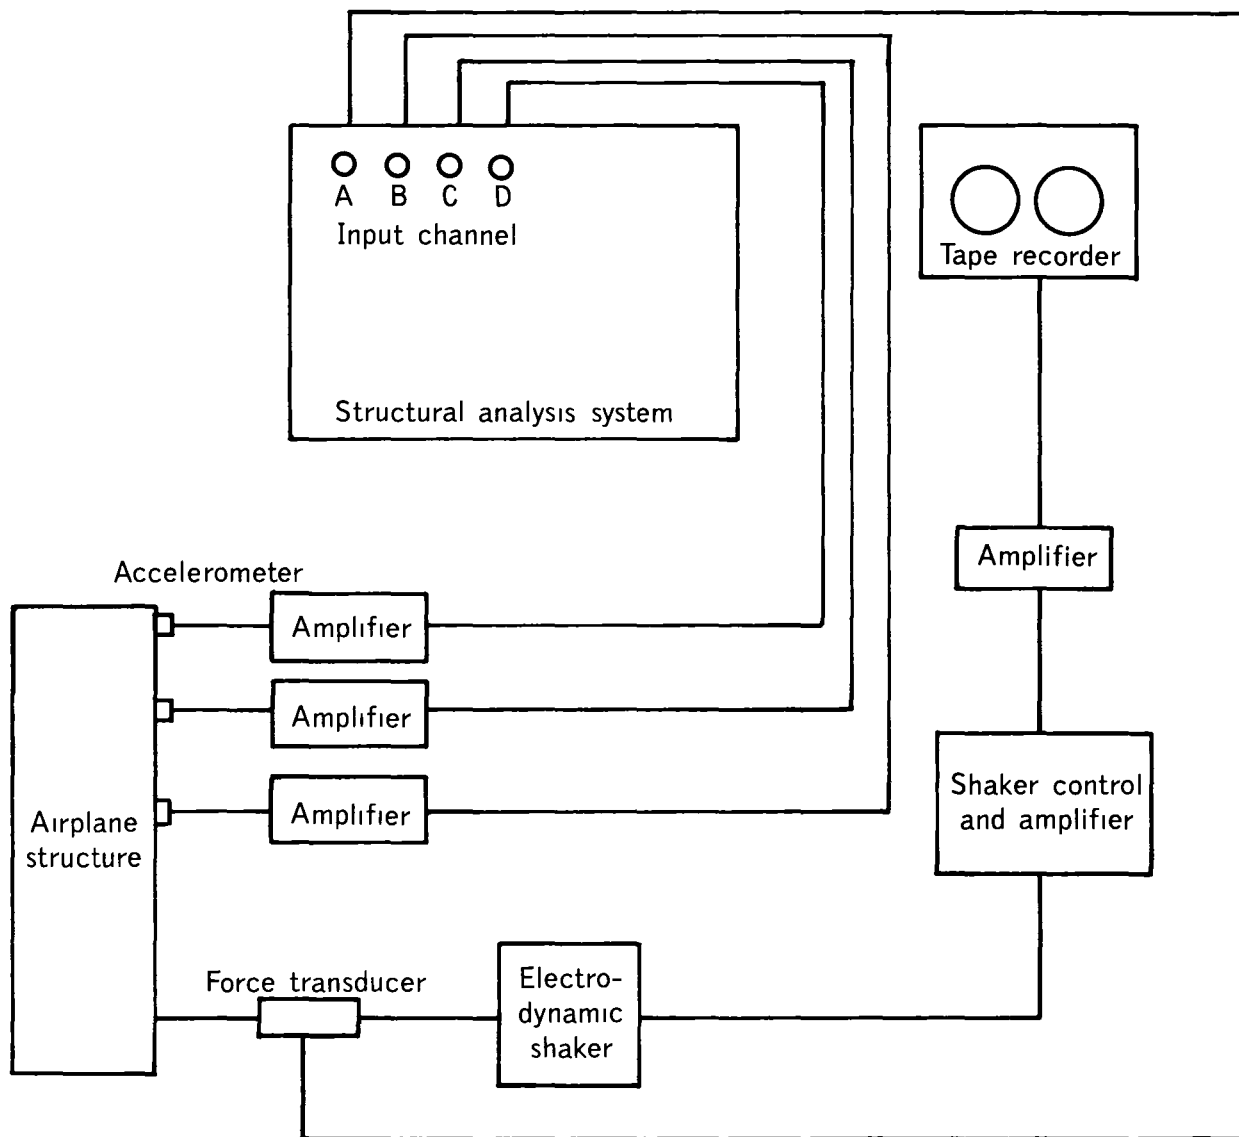 A B C D
Input channel
Structural analysis system
Tape recorder
Amplifier
Accelerometer
Amplifier
Amplifier
Amplifier
Airplane
structure
Shaker control
and amplifier
Force transducer
Electro-
dynamic
shaker